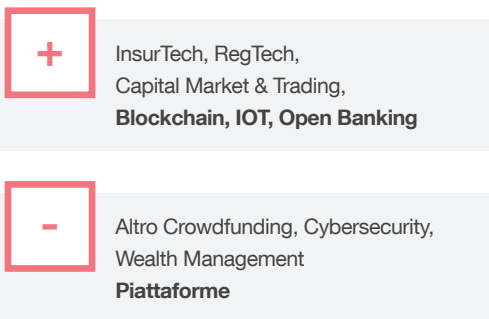 +
InsurTech, RegTech,
Capital Market & Trading,
Blockchain, IOT, Open Banking
-
Altro Crowdfunding, Cybersecurity,
Wealth Management
Piattaforme